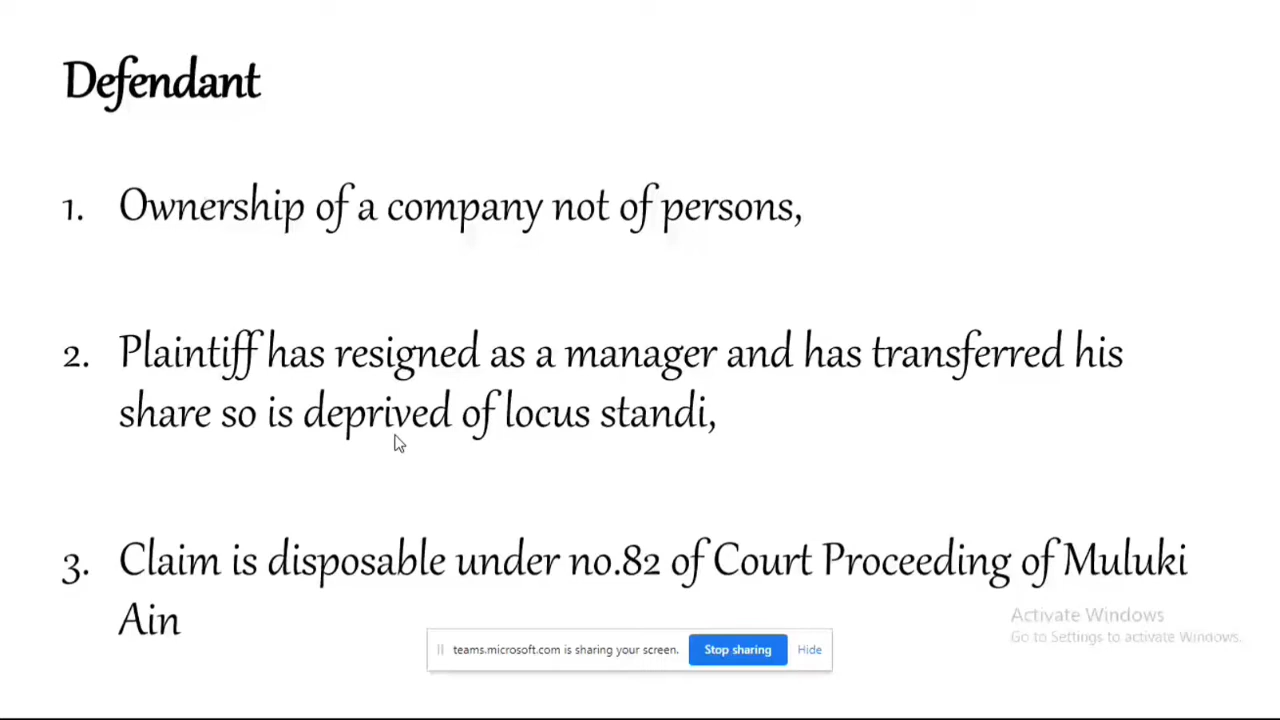 Defendant
1. Ownership of a company not of persons,
2. Plaintiff has resigned as a manager and has transferred his
share so is deprived of locus standi,
3. Claim is disposable under no.82 of Court Proceeding of Muluki
Ain
Activate Windows
Go to Settings to activate Windows.
teams.microsoft.com is sharing your screen. Stop sharing Hide